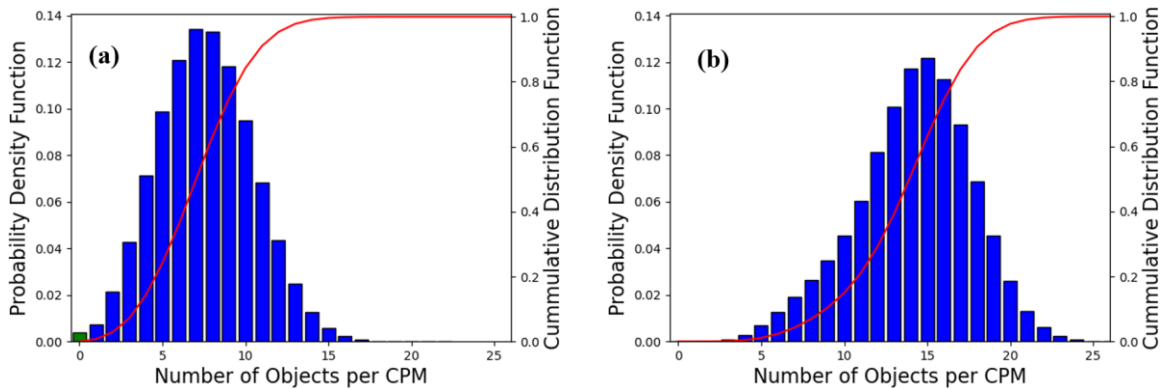 (a)
Probability Density Function
0.14
0.12
0.10
0.08
0.06
0.04
0.02
0.00
0 5 10 15 20 25
Number of Objects per CPM
1.0
0.8
0.6
0.4
0.2
0.0
Cummulative Distribution Function
(b)
Probability Density Function
0.14
0.12
0.10
0.08
0.06
0.04
0.02
0.00
0 5 10 15 20 25
Number of Objects per CPM
1.0
0.8
0.6
0.4
0.2
0.0
Cummulative Distribution Function